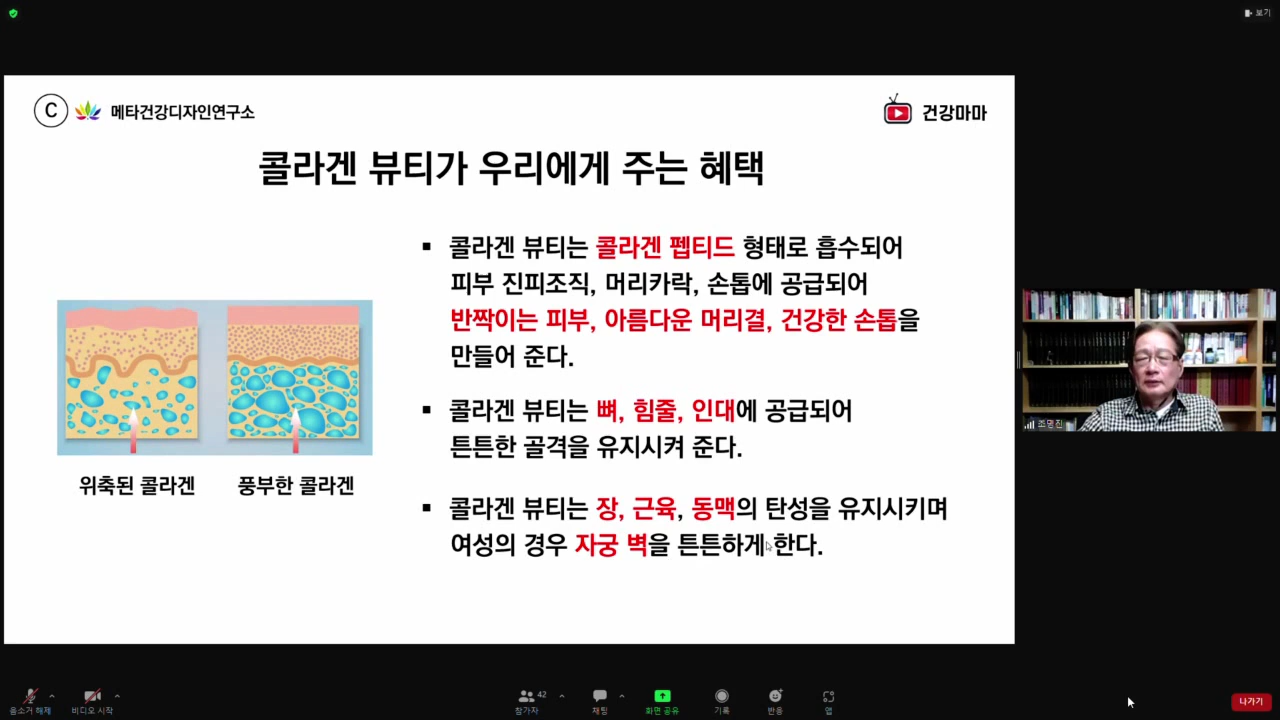 보기
C 메타건강디자인연구소
건강마마
콜라겐 뷰티가 우리에게 주는 혜택
▪ 콜라겐 뷰티는 콜라겐 펩티드 형태로 흡수되어
피부 진피조직, 머리카락, 손톱에 공급되어
반짝이는 피부, 아름다운 머리결, 건강한 손톱을
만들어 준다.
▪ 콜라겐 뷰티는 뼈, 힘줄, 인대에 공급되어
튼튼한 골격을 유지시켜 준다.
▪ 콜라겐 뷰티는 장, 근육, 동맥의 탄성을 유지시키며
여성의 경우 자궁 벽을 튼튼하게 한다.
위축된 콜라겐
풍부한 콜라겐
조명진
음소거 해제
비디오 시작
42
참가자
채팅
화면 공유
기록
반응
앱
나가기